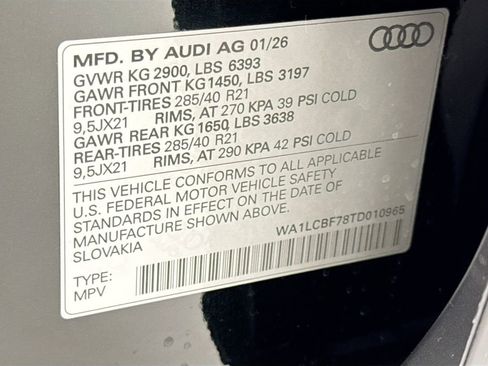 MFD. BY AUDI AG 01/26
GVWR KG 2900, LBS 6393
GAWR FRONT KG 1450, LBS 3197
FRONT-TIRES 285/40 R21
9,5JX21 RIMS, AT 270 KPA 39 PSI COLD
GAWR REAR KG 1650, LBS 3638
REAR-TIRES 285/40 R21
9,5JX21 RIMS, AT 290 KPA 42 PSI COLD
THIS VEHICLE CONFORMS TO ALL APPLICABLE
U.S. FEDERAL MOTOR VEHICLE SAFETY
STANDARDS IN EFFECT ON THE DATE OF
MANUFACTURE SHOWN ABOVE.
SLOVAKIA
WA1LCBF78TD010965
TYPE:
MPV